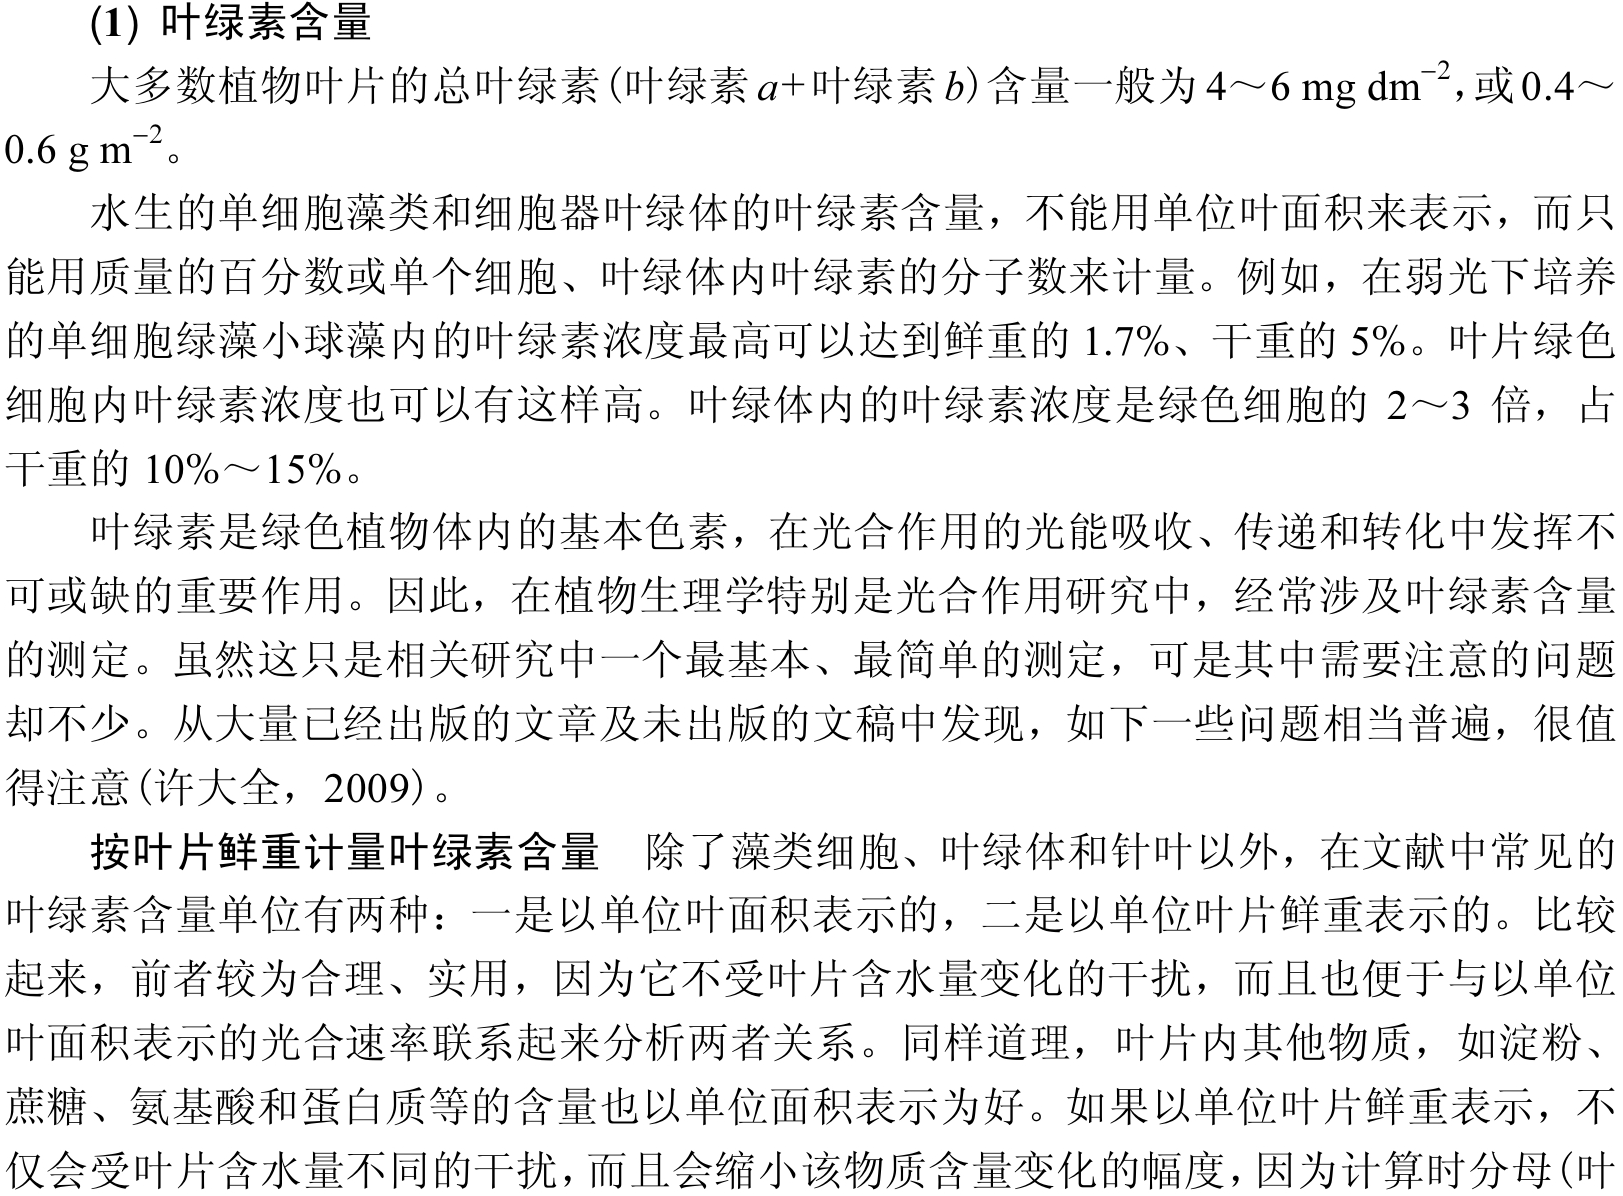 (1) 叶绿素含量
大多数植物叶片的总叶绿素(叶绿素 a+叶绿素 b)含量一般为 4～6 mg dm⁻²，或 0.4～
0.6 g m⁻²。
水生的单细胞藻类和细胞器叶绿体的叶绿素含量，不能用单位叶面积来表示，而只
能用质量的百分数或单个细胞、叶绿体内叶绿素的分子数来计量。例如，在弱光下培养
的单细胞绿藻小球藻内的叶绿素浓度最高可以达到鲜重的 1.7%、干重的 5%。叶片绿色
细胞内叶绿素浓度也可以有这样高。叶绿体内的叶绿素浓度是绿色细胞的 2～3 倍，占
干重的 10%～15%。
叶绿素是绿色植物体内的基本色素，在光合作用的光能吸收、传递和转化中发挥不
可或缺的重要作用。因此，在植物生理学特别是光合作用研究中，经常涉及叶绿素含量
的测定。虽然这只是相关研究中一个最基本、最简单的测定，可是其中需要注意的问题
却不少。从大量已经出版的文章及未出版的文稿中发现，如下一些问题相当普遍，很值
得注意(许大全，2009)。
按叶片鲜重计量叶绿素含量　除了藻类细胞、叶绿体和针叶以外，在文献中常见的
叶绿素含量单位有两种：一是以单位叶面积表示的，二是以单位叶片鲜重表示的。比较
起来，前者较为合理、实用，因为它不受叶片含水量变化的干扰，而且也便于与以单位
叶面积表示的光合速率联系起来分析两者关系。同样道理，叶片内其他物质，如淀粉、
蔗糖、氨基酸和蛋白质等的含量也以单位面积表示为好。如果以单位叶片鲜重表示，不
仅会受叶片含水量不同的干扰，而且会缩小该物质含量变化的幅度，因为计算时分母(叶